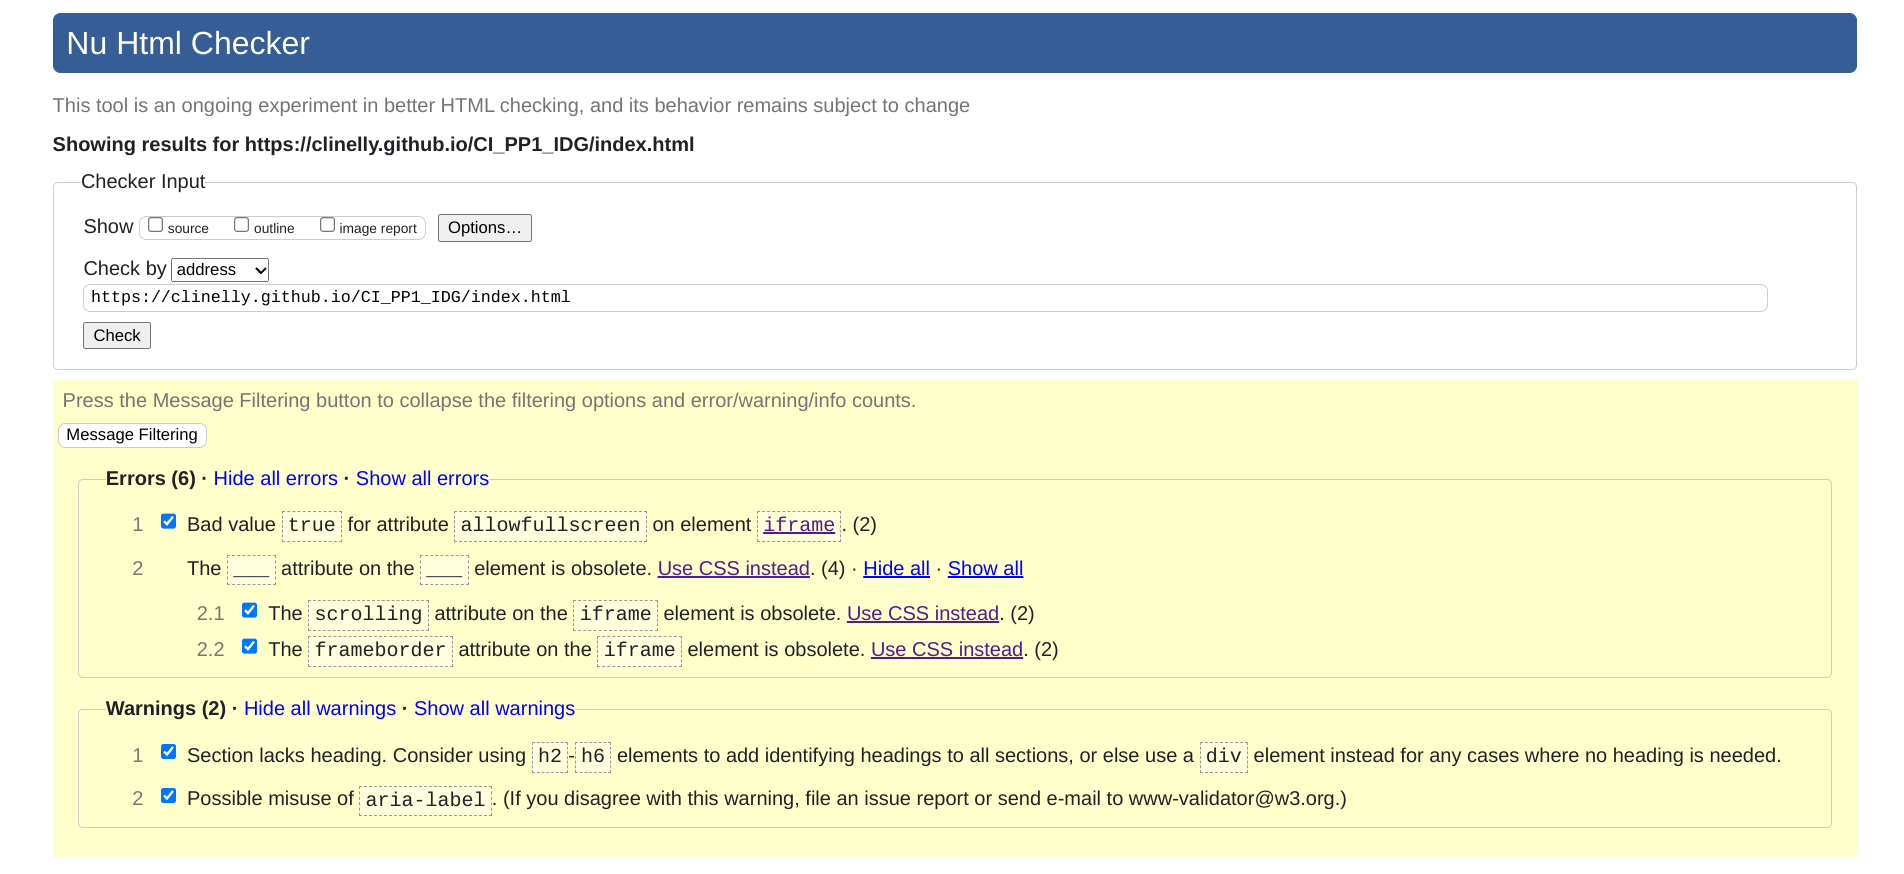 Nu Html Checker
This tool is an ongoing experiment in better HTML checking, and its behavior remains subject to change
Showing results for https://clinelly.github.io/CI_PP1_IDG/index.html
Checker Input
Show source outline image report Options...
Check by address
https://clinelly.github.io/CI_PP1_IDG/index.html
Check
Press the Message Filtering button to collapse the filtering options and error/warning/info counts.
Message Filtering
Errors (6) · Hide all errors · Show all errors
1 Bad value true for attribute allowfullscreen on element iframe. (2)
2 The ___ attribute on the ___ element is obsolete. Use CSS instead. (4) · Hide all · Show all
2.1 The scrolling attribute on the iframe element is obsolete. Use CSS instead. (2)
2.2 The frameborder attribute on the iframe element is obsolete. Use CSS instead. (2)
Warnings (2) · Hide all warnings · Show all warnings
1 Section lacks heading. Consider using h2-h6 elements to add identifying headings to all sections, or else use a div element instead for any cases where no heading is needed.
2 Possible misuse of aria-label. (If you disagree with this warning, file an issue report or send e-mail to www-validator@w3.org.)